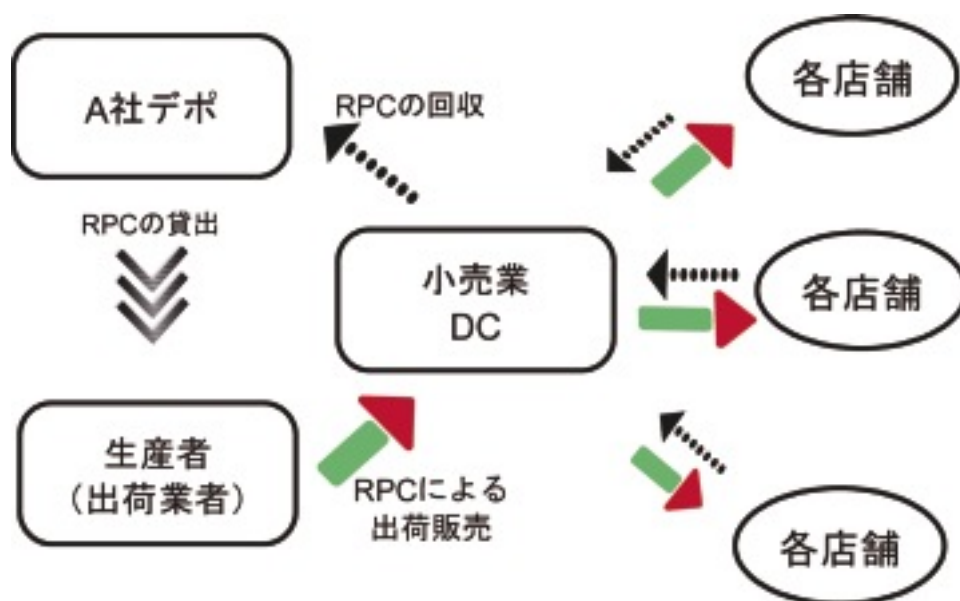 A社デポ
RPCの回収
各店舗
RPCの貸出
小売業
DC
各店舗
生産者
（出荷業者）
RPCによる
出荷販売
各店舗